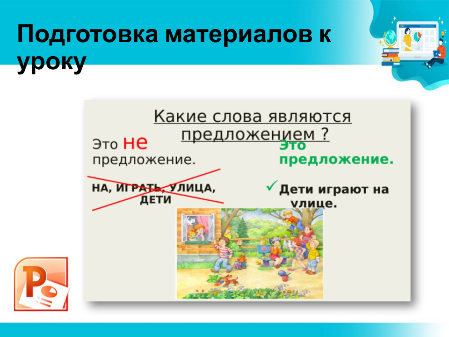 Подготовка материалов к
уроку
Какие слова являются
предложением ?
Это не
предложение.
Это
предложение.
НА, ИГРАТЬ, УЛИЦА,
ДЕТИ
✓ Дети играют на
улице.
P